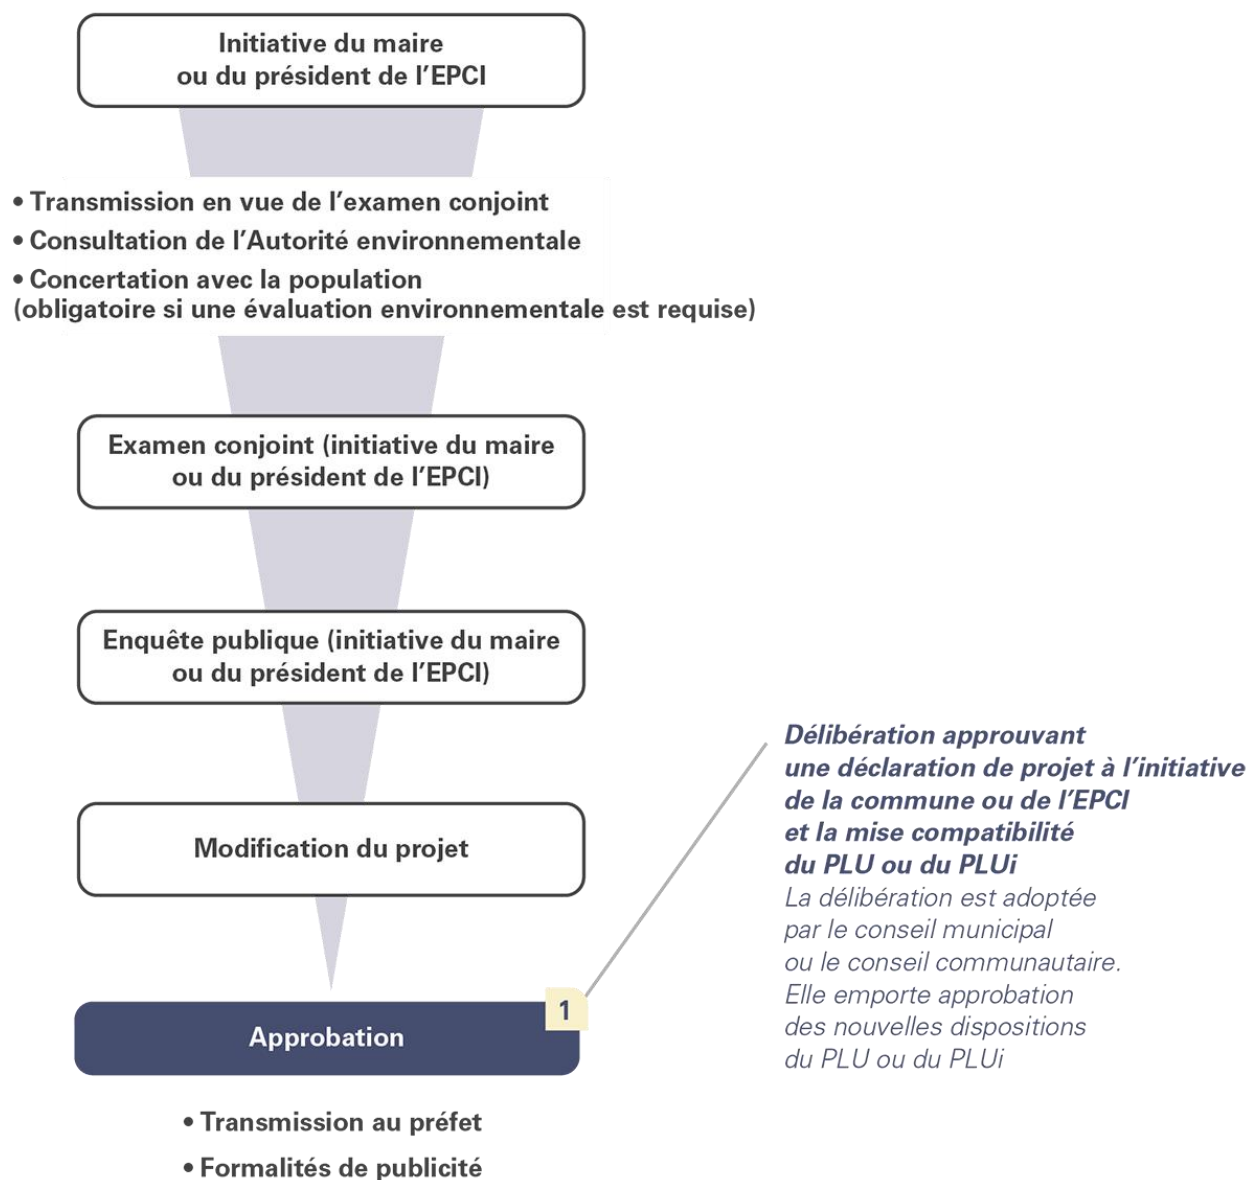 Initiative du maire
ou du président de l’EPCI
• Transmission en vue de l’examen conjoint
• Consultation de l’Autorité environnementale
• Concertation avec la population
(obligatoire si une évaluation environnementale est requise)
Examen conjoint (initiative du maire
ou du président de l’EPCI)
Enquête publique (initiative du maire
ou du président de l’EPCI)
Modification du projet
1
Approbation
Délibération approuvant
une déclaration de projet à l’initiative
de la commune ou de l’EPCI
et la mise compatibilité
du PLU ou du PLUi
La délibération est adoptée
par le conseil municipal
ou le conseil communautaire.
Elle emporte approbation
des nouvelles dispositions
du PLU ou du PLUi
• Transmission au préfet
• Formalités de publicité